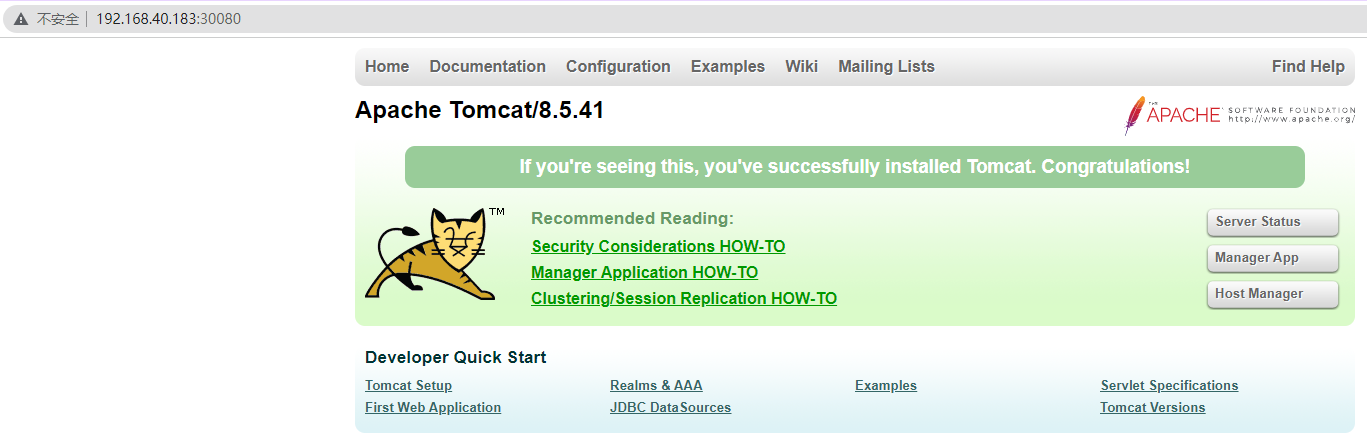 不安全 | 192.168.40.183:30080
Home Documentation Configuration Examples Wiki Mailing Lists Find Help
Apache Tomcat/8.5.41
THE APACHE SOFTWARE FOUNDATION
http://www.apache.org/
If you're seeing this, you've successfully installed Tomcat. Congratulations!
TM
Recommended Reading:
Security Considerations HOW-TO
Manager Application HOW-TO
Clustering/Session Replication HOW-TO
Server Status
Manager App
Host Manager
Developer Quick Start
Tomcat Setup Realms & AAA Examples Servlet Specifications
First Web Application JDBC DataSources Tomcat Versions